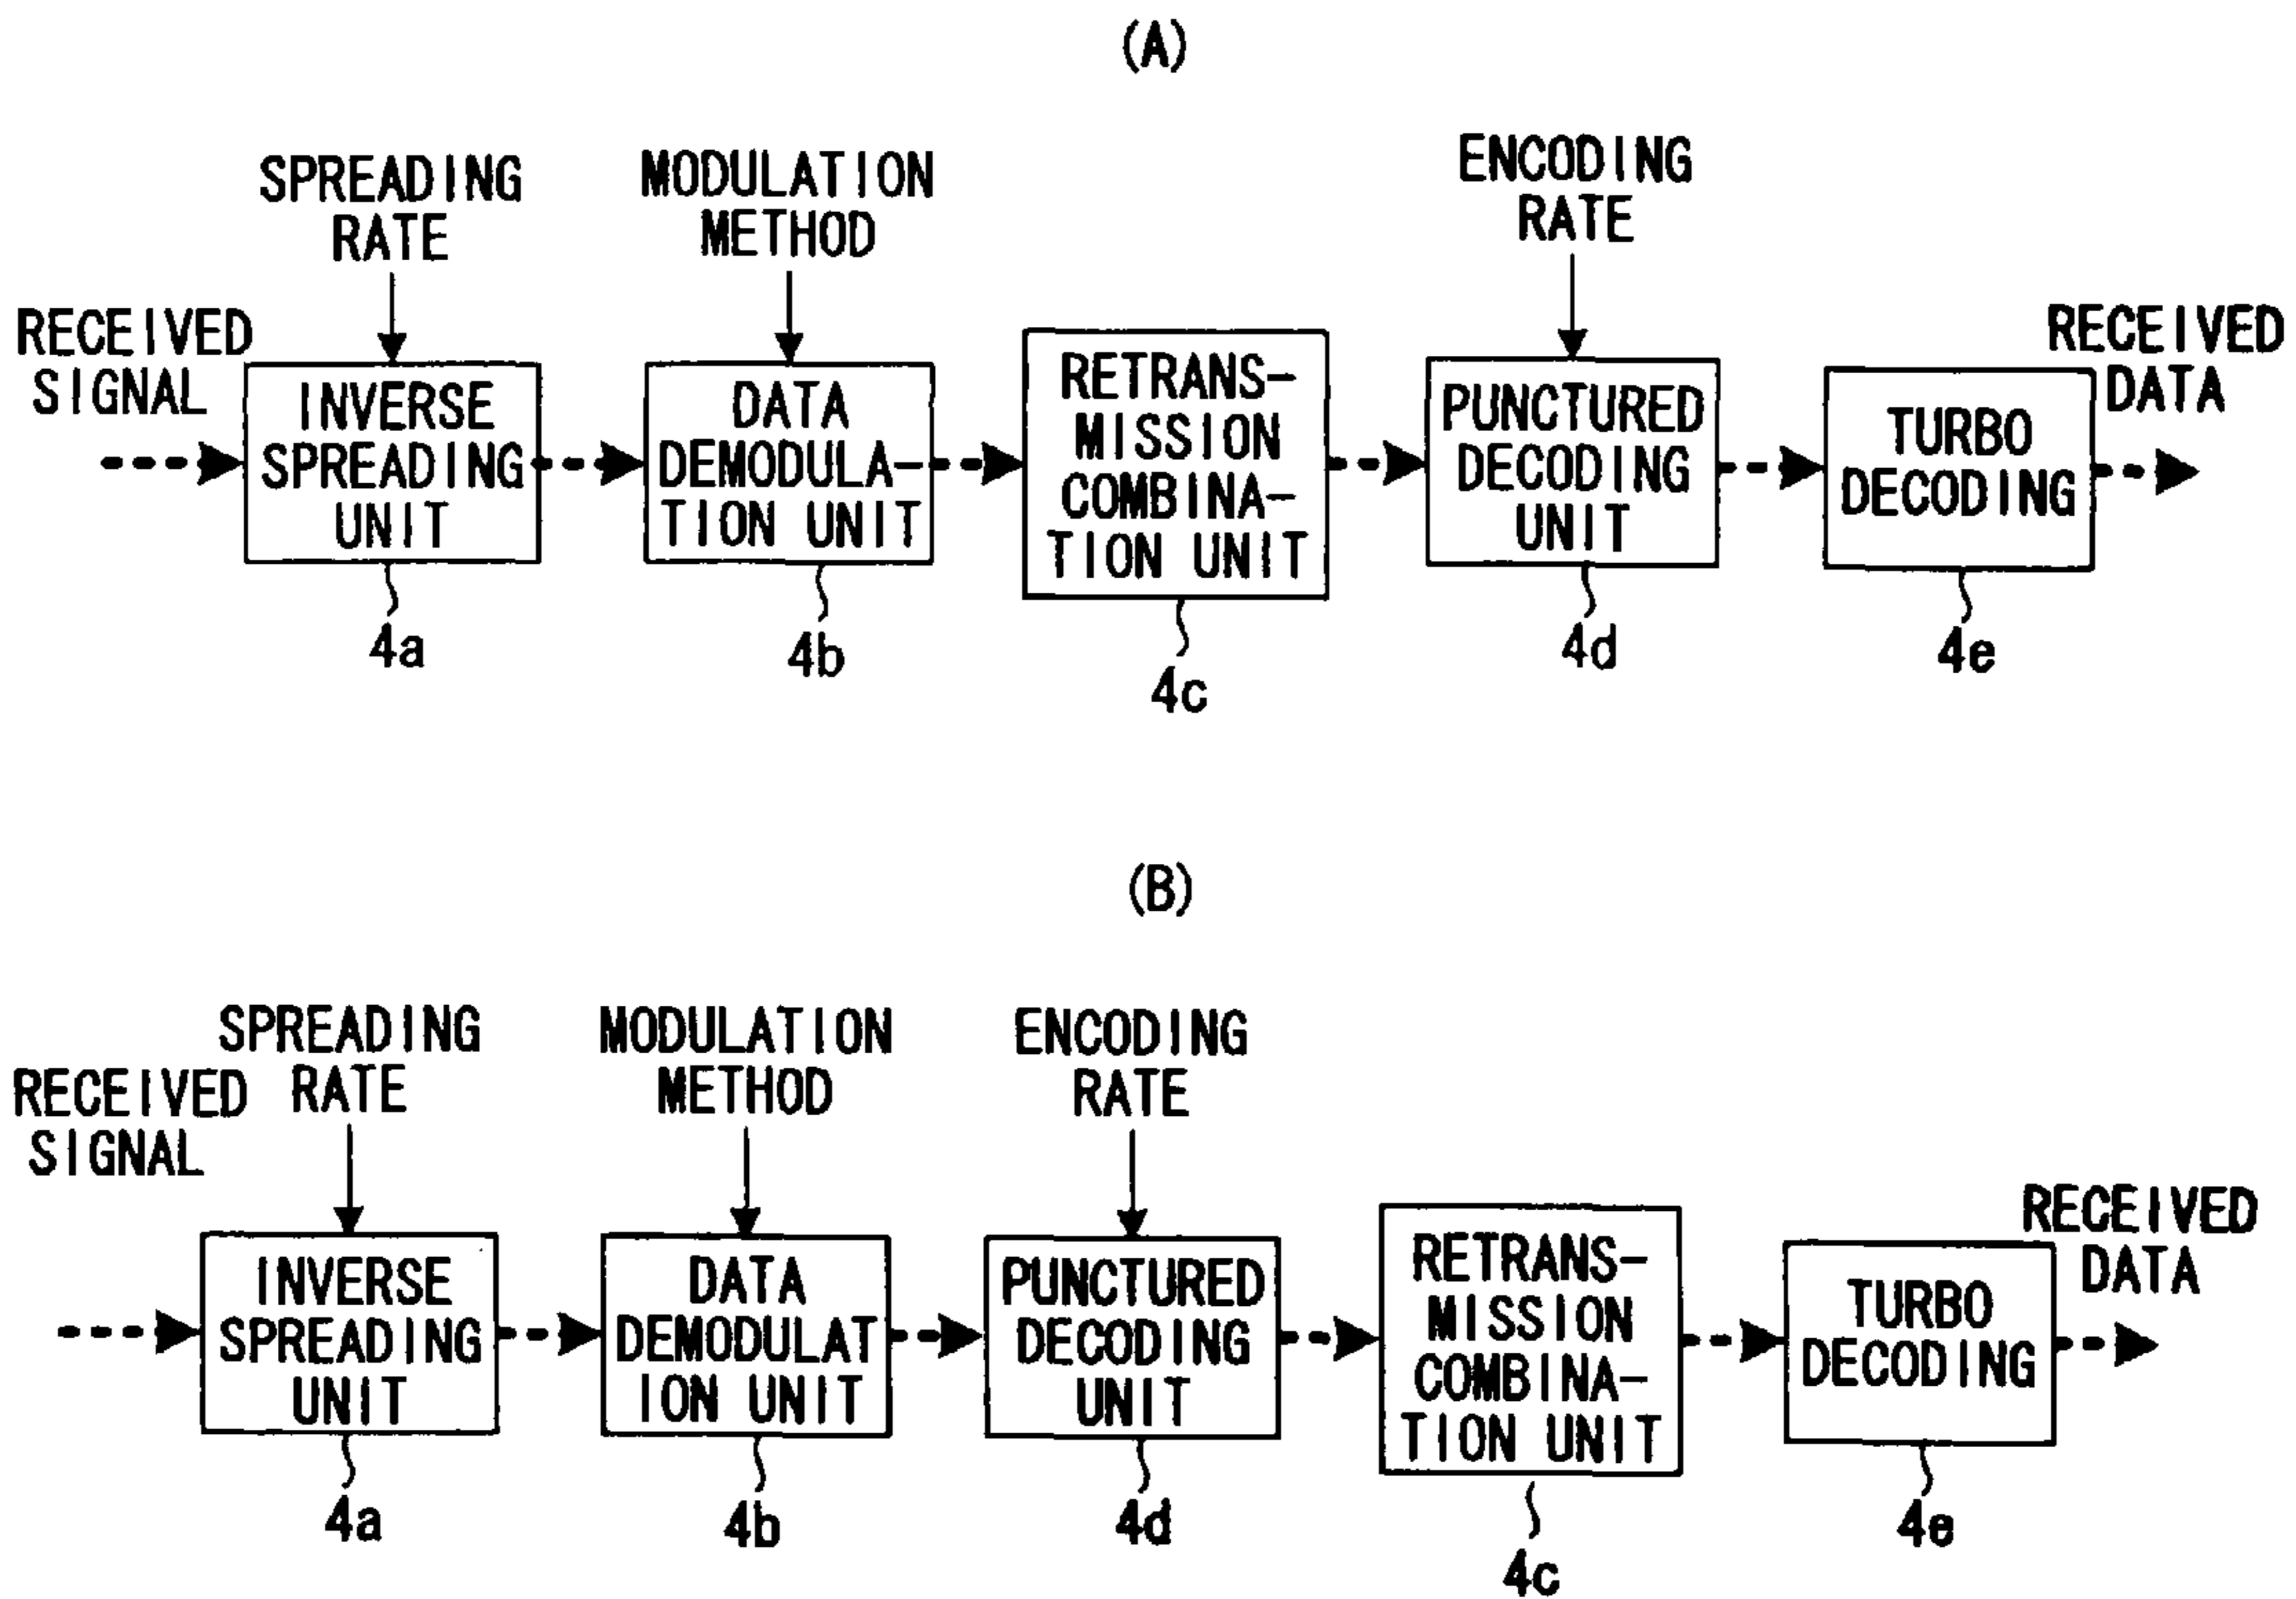 (A)
SPREADING
RATE
MODULATION
METHOD
ENCODING
RATE
RECEIVED
SIGNAL
INVERSE
SPREADING
UNIT
DATA
DEMODULA-
TION UNIT
RETRANS-
MISSION
COMBINA-
TION UNIT
PUNCTURED
DECODING
UNIT
TURBO
DECODING
RECEIVED
DATA
4a
4b
4c
4d
4e
(B)
SPREADING
RATE
MODULATION
METHOD
ENCODING
RATE
RECEIVED
SIGNAL
INVERSE
SPREADING
UNIT
DATA
DEMODULAT
ION UNIT
PUNCTURED
DECODING
UNIT
RETRANS-
MISSION
COMBINA-
TION UNIT
TURBO
DECODING
RECEIVED
DATA
4a
4b
4d
4c
4e